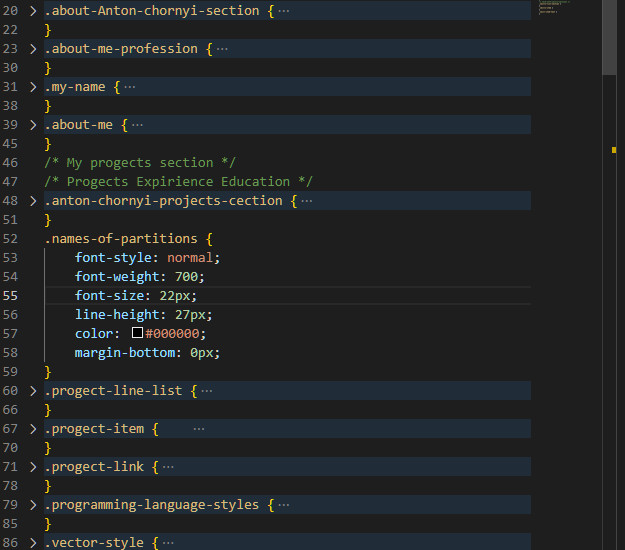 20 > .about-Anton-chornyi-section { ···
22 }
23 > .about-me-profession { ···
30 }
31 > .my-name { ···
38 }
39 > .about-me { ···
45 }
46 /* My progects section */
47 /* Progects Expirience Education */
48 > .anton-chornyi-projects-cection { ···
51 }
52 .names-of-partitions {
53 font-style: normal;
54 font-weight: 700;
55 font-size: 22px;
56 line-height: 27px;
57 color: #000000;
58 margin-bottom: 0px;
59 }
60 > .progect-line-list { ···
66 }
67 > .progect-item { ···
70 }
71 > .progect-link { ···
78 }
79 > .programming-language-styles { ···
85 }
86 > .vector-style { ···